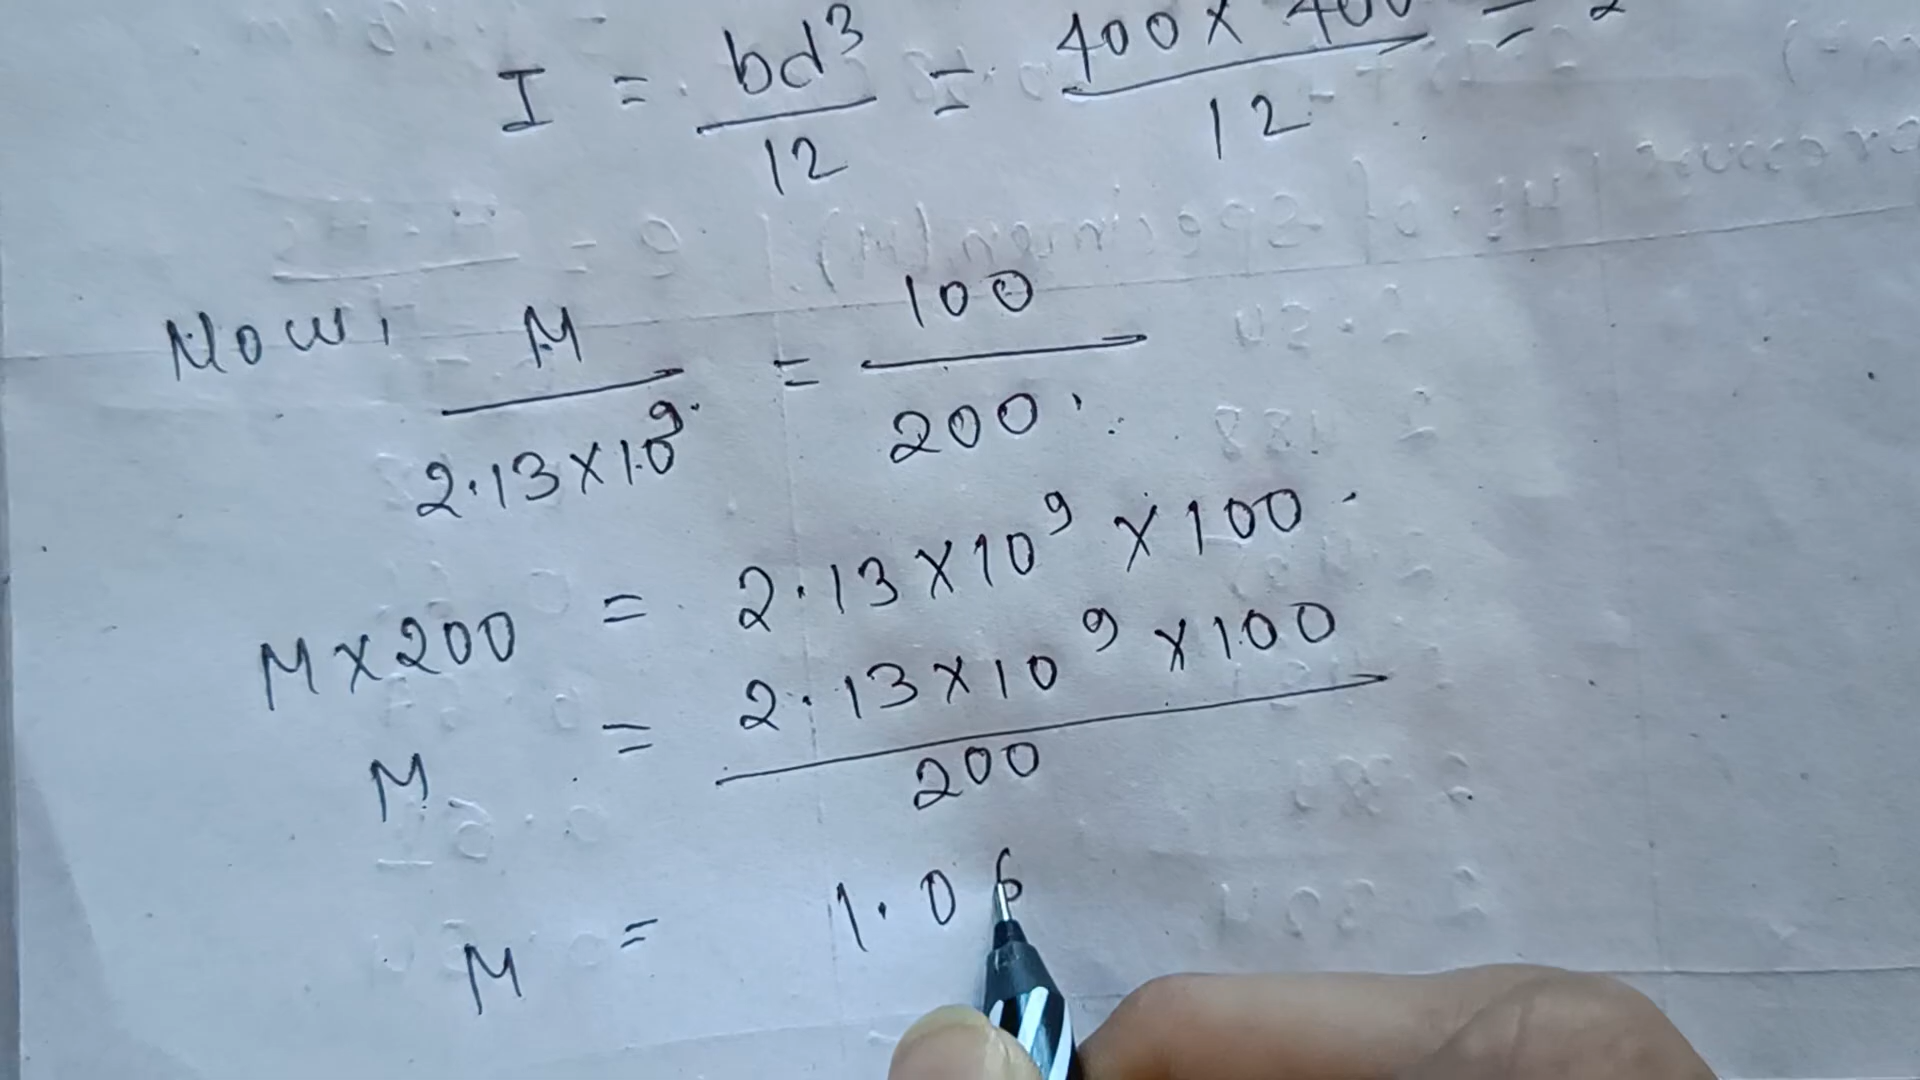 I = bd³/12 = 400 × 400/12 =
Now, M/2.13×10⁹ = 100/200
M×200 = 2.13×10⁹ ×100
M = 2.13×10⁹ ×100/200
M = 1.06